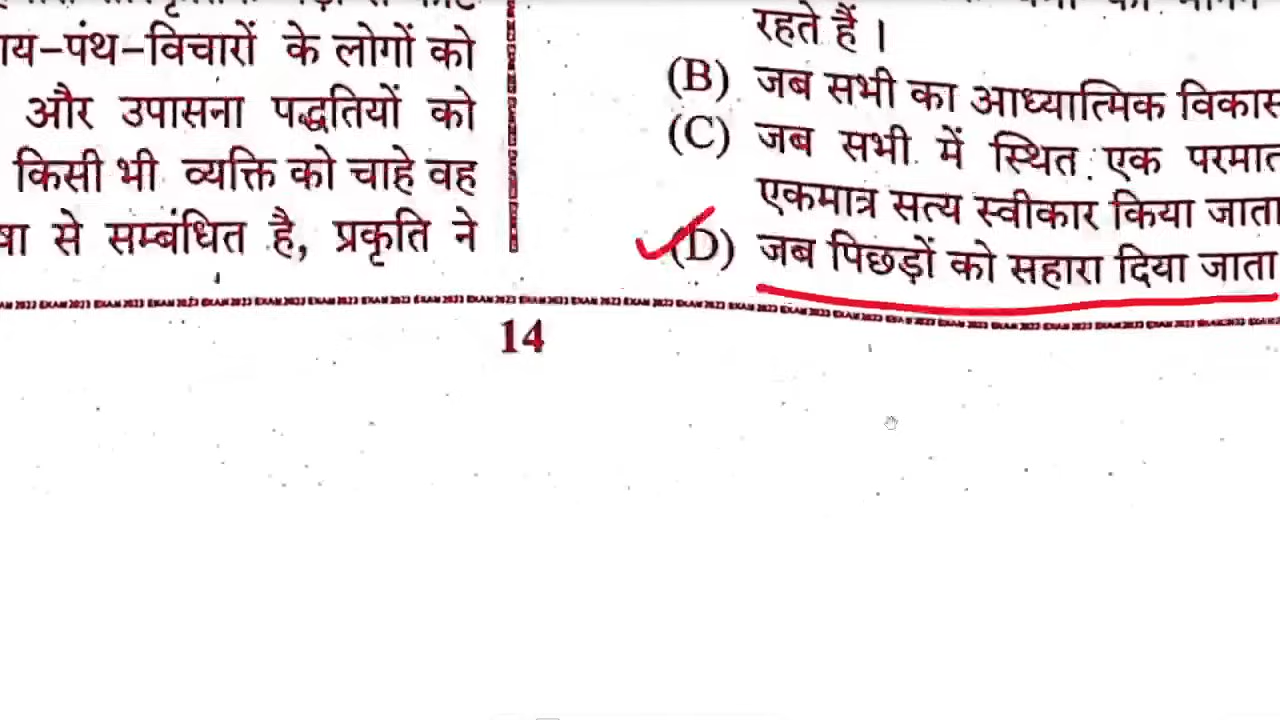 य-पंथ-विचारों के लोगों को
और उपासना पद्धतियों को
किसी भी व्यक्ति को चाहे वह
षा से सम्बंधित है, प्रकृति ने
रहते हैं ।
(B) जब सभी का आध्यात्मिक विकास
(C) जब सभी में स्थित एक परमात
एकमात्र सत्य स्वीकार किया जाता
(D) जब पिछड़ों को सहारा दिया जाता
14